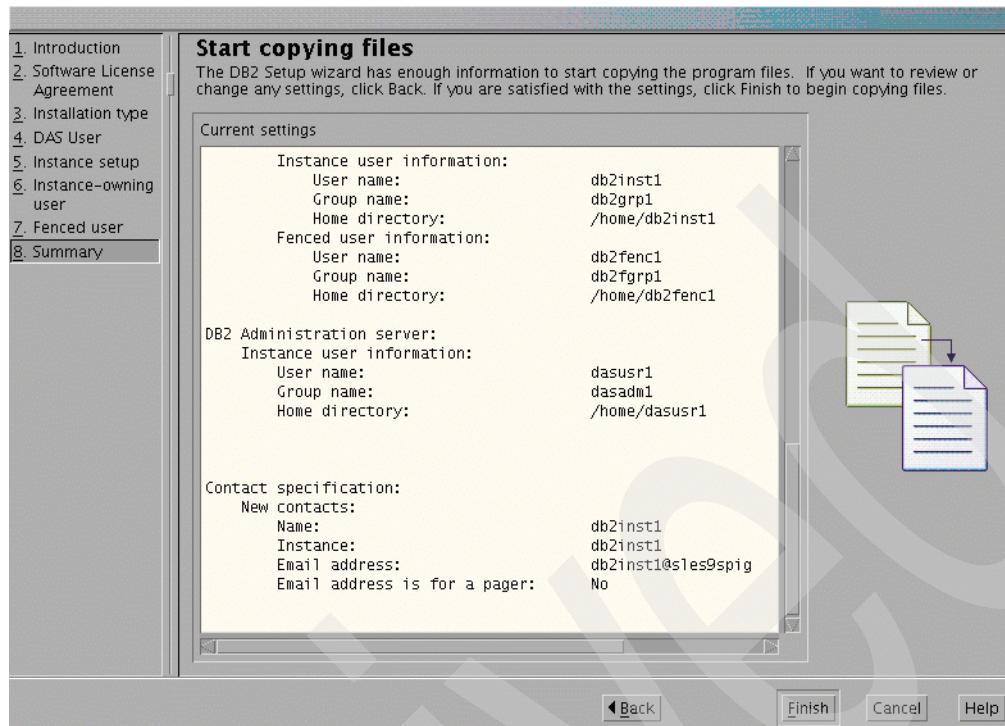 1. Introduction
2. Software License
Agreement
3. Installation type
4. DAS User
5. Instance setup
6. Instance-owning
user
7. Fenced user
8. Summary
Start copying files
The DB2 Setup wizard has enough information to start copying the program files. If you want to review or
change any settings, click Back. If you are satisfied with the settings, click Finish to begin copying files.
Current settings
Instance user information:
User name: db2inst1
Group name: db2grp1
Home directory: /home/db2inst1
Fenced user information:
User name: db2fenc1
Group name: db2fgrp1
Home directory: /home/db2fenc1
DB2 Administration server:
Instance user information:
User name: dasusr1
Group name: dasadm1
Home directory: /home/dasusr1
Contact specification:
New contacts:
Name: db2inst1
Instance: db2inst1
Email address: db2inst1@sles9spig
Email address is for a pager: No
Back
Finish
Cancel
Help